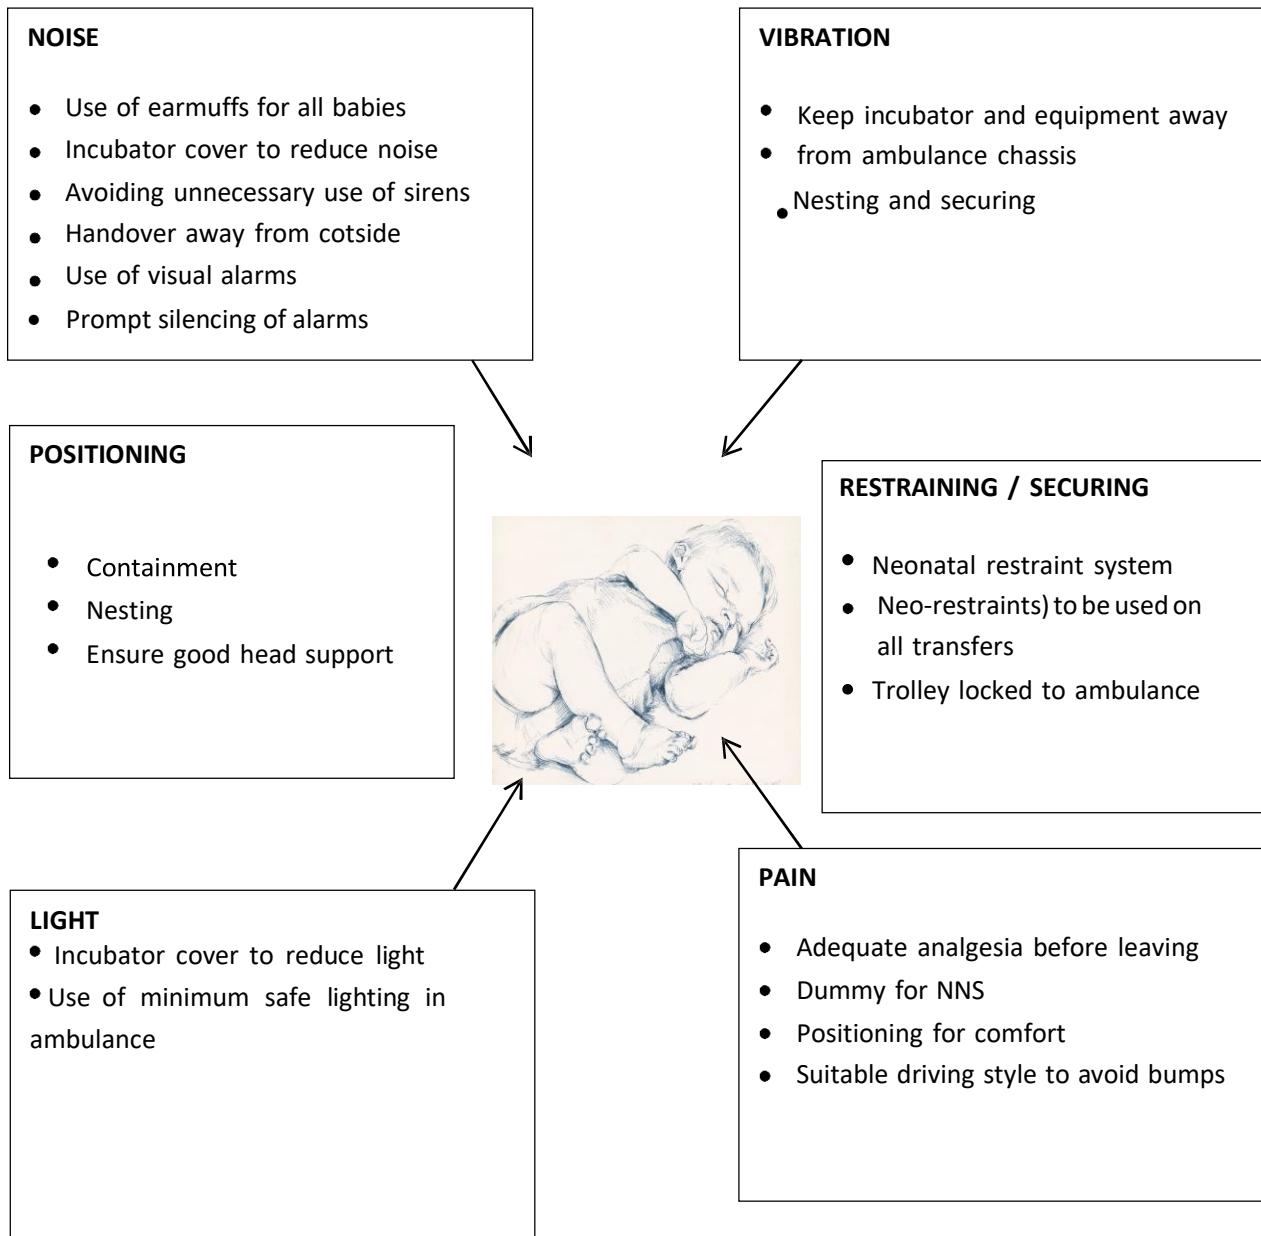 NOISE
• Use of earmuffs for all babies
• Incubator cover to reduce noise
• Avoiding unnecessary use of sirens
• Handover away from cotside
• Use of visual alarms
• Prompt silencing of alarms
VIBRATION
• Keep incubator and equipment away
• from ambulance chassis
• Nesting and securing
POSITIONING
• Containment
• Nesting
• Ensure good head support
RESTRAINING / SECURING
• Neonatal restraint system
• Neo-restraints) to be used on
all transfers
• Trolley locked to ambulance
LIGHT
• Incubator cover to reduce light
• Use of minimum safe lighting in
ambulance
PAIN
• Adequate analgesia before leaving
• Dummy for NNS
• Positioning for comfort
• Suitable driving style to avoid bumps